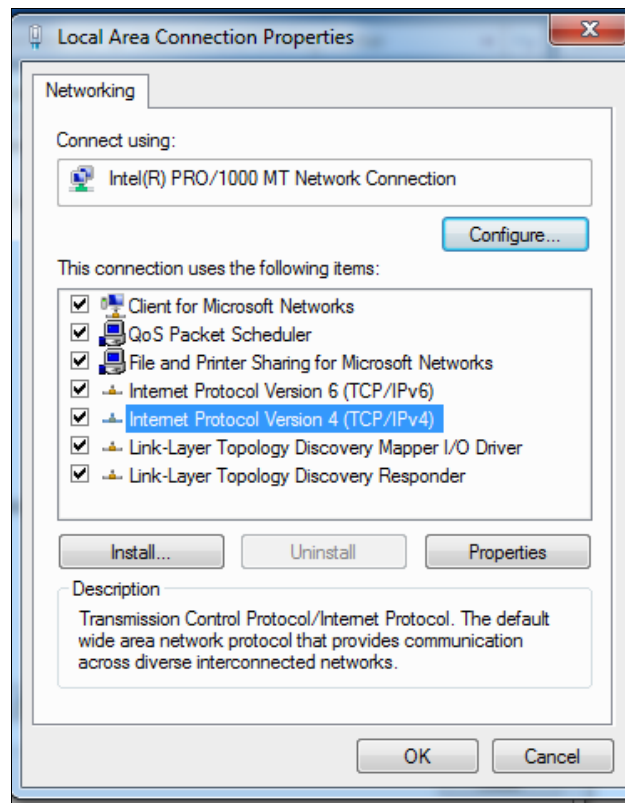 Local Area Connection Properties
Networking
Connect using:
Intel(R) PRO/1000 MT Network Connection
Configure...
This connection uses the following items:
Client for Microsoft Networks
QoS Packet Scheduler
File and Printer Sharing for Microsoft Networks
Internet Protocol Version 6 (TCP/IPv6)
Internet Protocol Version 4 (TCP/IPv4)
Link-Layer Topology Discovery Mapper I/O Driver
Link-Layer Topology Discovery Responder
Install... Uninstall Properties
Description
Transmission Control Protocol/Internet Protocol. The default
wide area network protocol that provides communication
across diverse interconnected networks.
OK Cancel